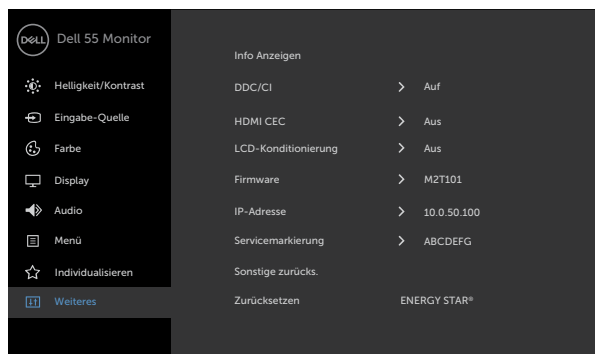 DELL Dell 55 Monitor
Helligkeit/Kontrast
Eingabe-Quelle
Farbe
Display
Audio
Menü
Individualisieren
Weiteres
Info Anzeigen
DDC/CI > Auf
HDMI CEC > Aus
LCD-Konditionierung > Aus
Firmware > M2T101
IP-Adresse > 10.0.50.100
Servicemarkierung > ABCDEFG
Sonstige zurücks.
Zurücksetzen ENERGY STAR®